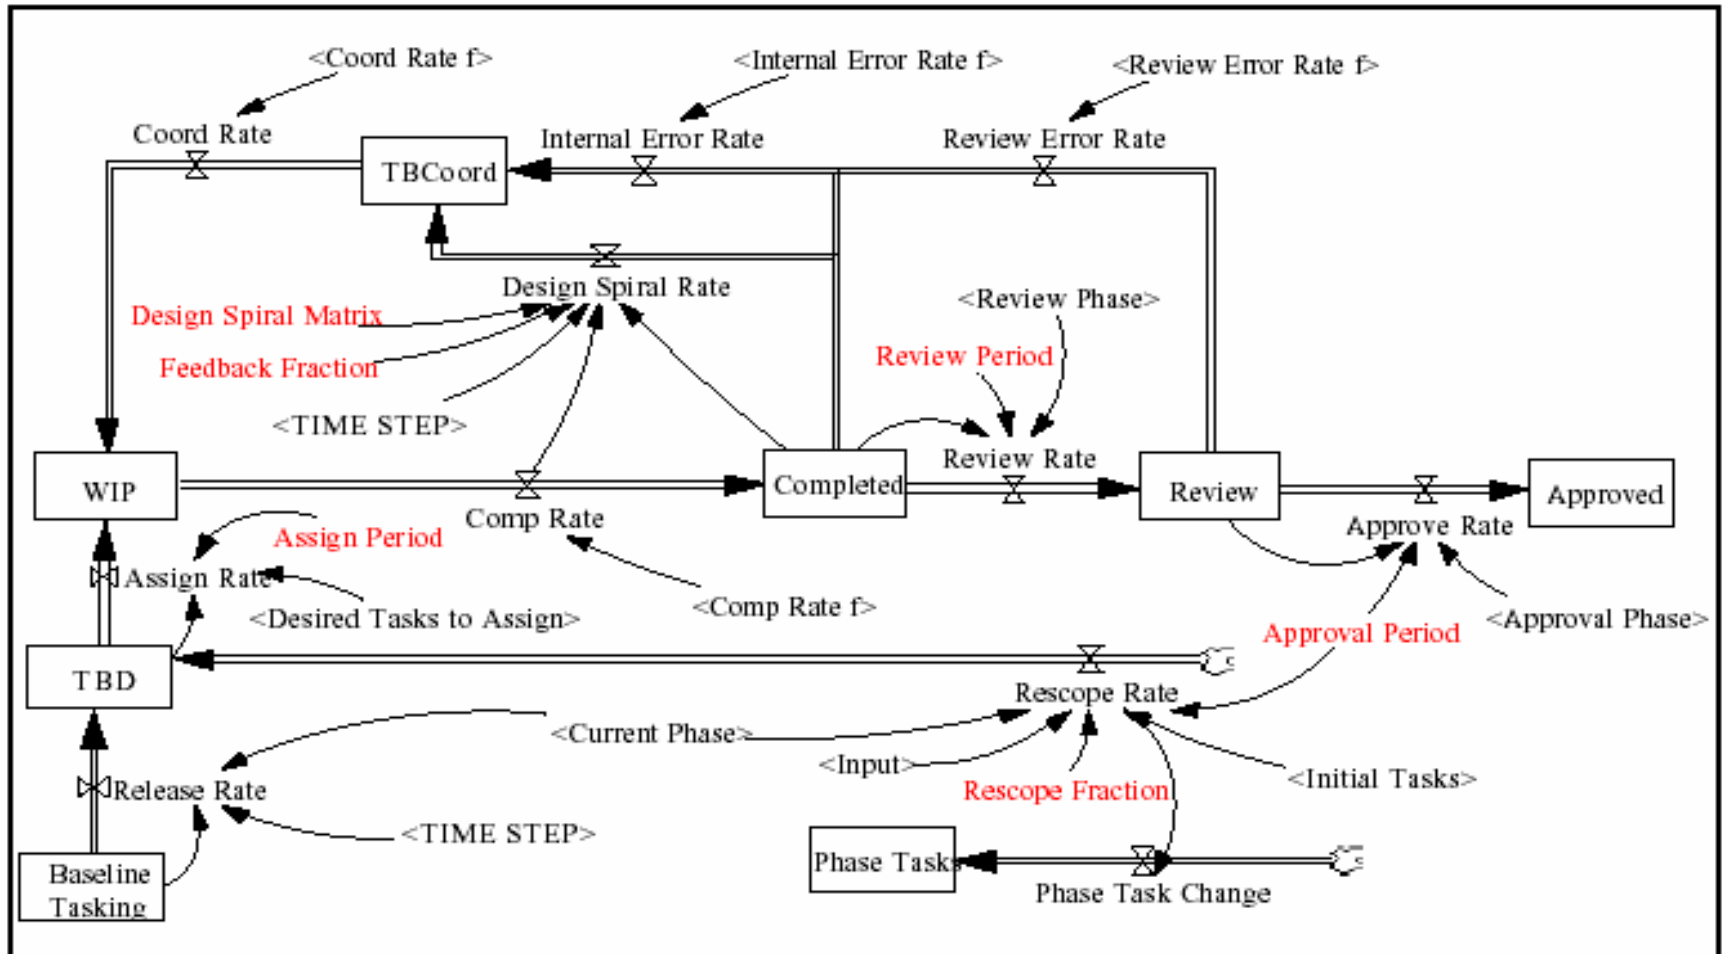 <Coord Rate f>
<Internal Error Rate f>
<Review Error Rate f>
Coord Rate
Internal Error Rate
Review Error Rate
TBCoord
Design Spiral Rate
<Review Phase>
Design Spiral Matrix
Review Period
Feedback Fraction
<TIME STEP>
Review Rate
WIP
Completed
Review
Approved
Comp Rate
Approve Rate
Assign Period
Assign Rate
<Desired Tasks to Assign>
<Comp Rate f>
<Approval Phase>
Approval Period
TBD
Rescope Rate
<Current Phase>
<Input>
<Initial Tasks>
Release Rate
Rescope Fraction
<TIME STEP>
Phase Tasks
Baseline
Tasking
Phase Task Change